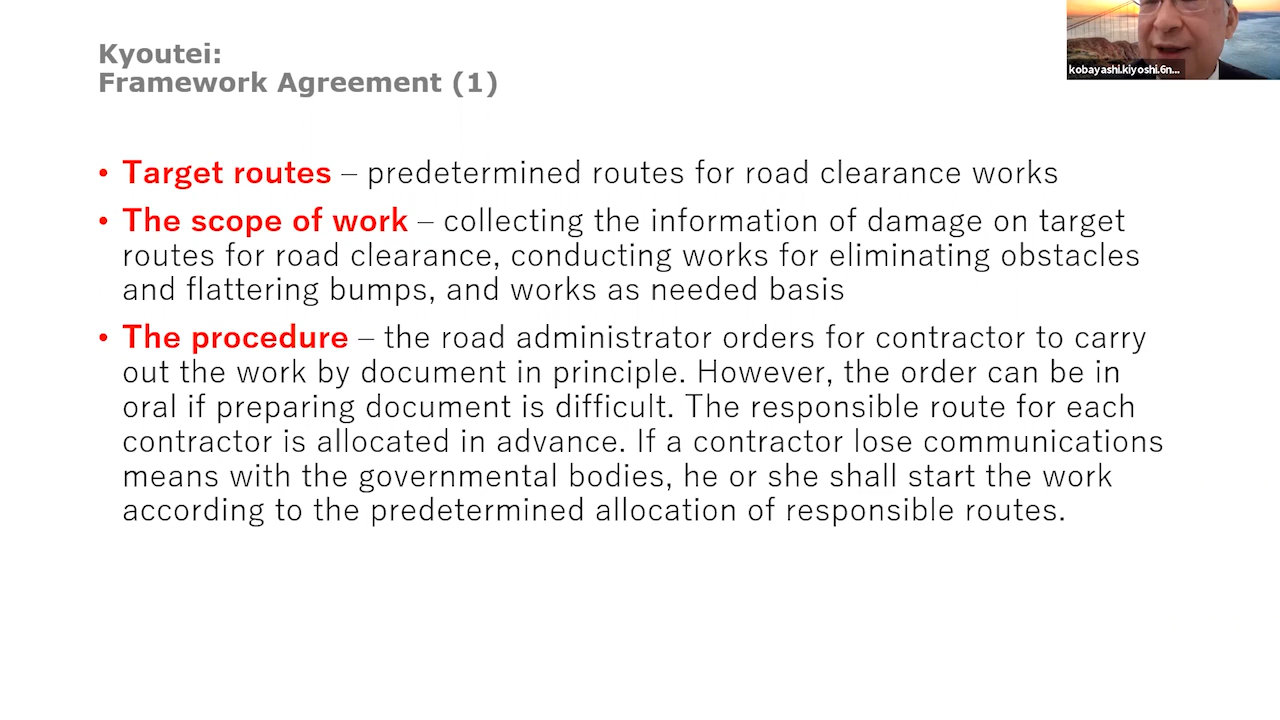 Kyoutei:
Framework Agreement (1)
kobayashi.kiyoshi.6n...
• Target routes – predetermined routes for road clearance works
• The scope of work – collecting the information of damage on target
routes for road clearance, conducting works for eliminating obstacles
and flattering bumps, and works as needed basis
• The procedure – the road administrator orders for contractor to carry
out the work by document in principle. However, the order can be in
oral if preparing document is difficult. The responsible route for each
contractor is allocated in advance. If a contractor lose communications
means with the governmental bodies, he or she shall start the work
according to the predetermined allocation of responsible routes.